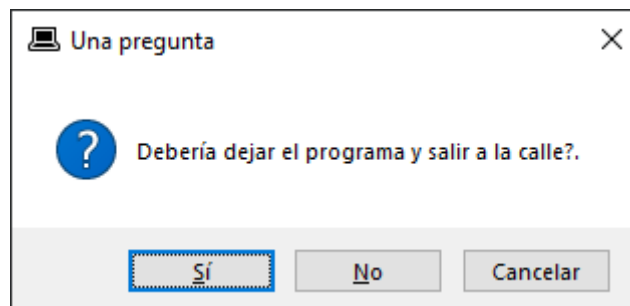 Una pregunta
Debería dejar el programa y salir a la calle?.
Sí No Cancelar